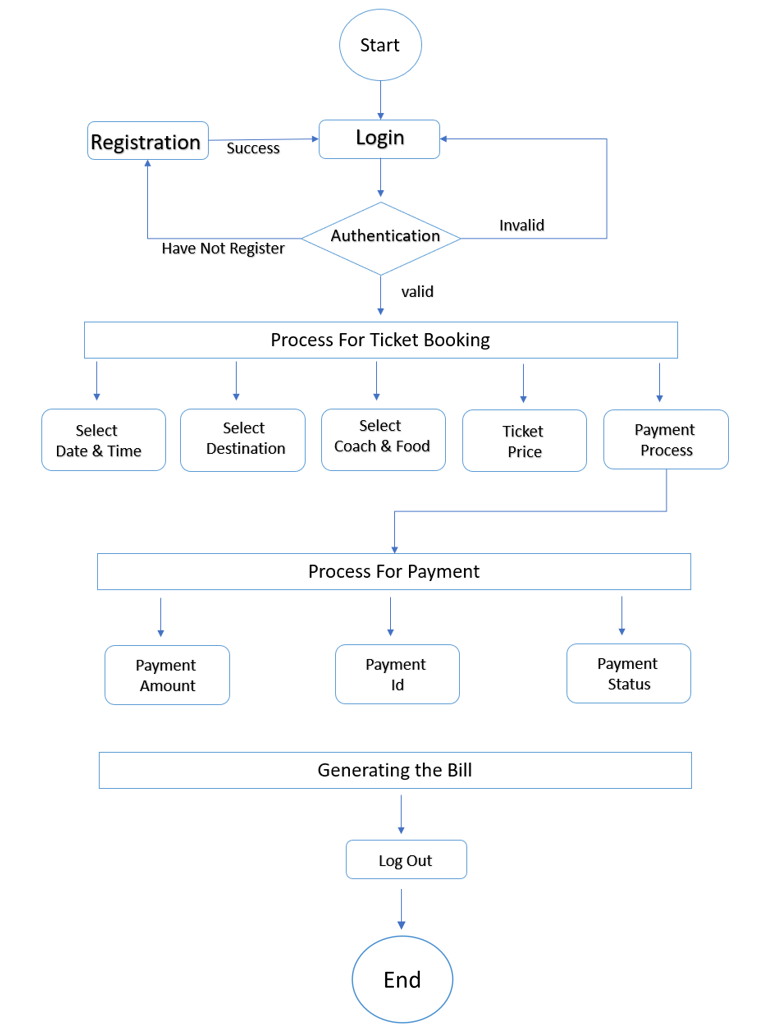 Start
Registration
Success
Login
Authentication
Invalid
Have Not Register
valid
Process For Ticket Booking
Select
Date & Time
Select
Destination
Select
Coach & Food
Ticket
Price
Payment
Process
Process For Payment
Payment
Amount
Payment
Id
Payment
Status
Generating the Bill
Log Out
End